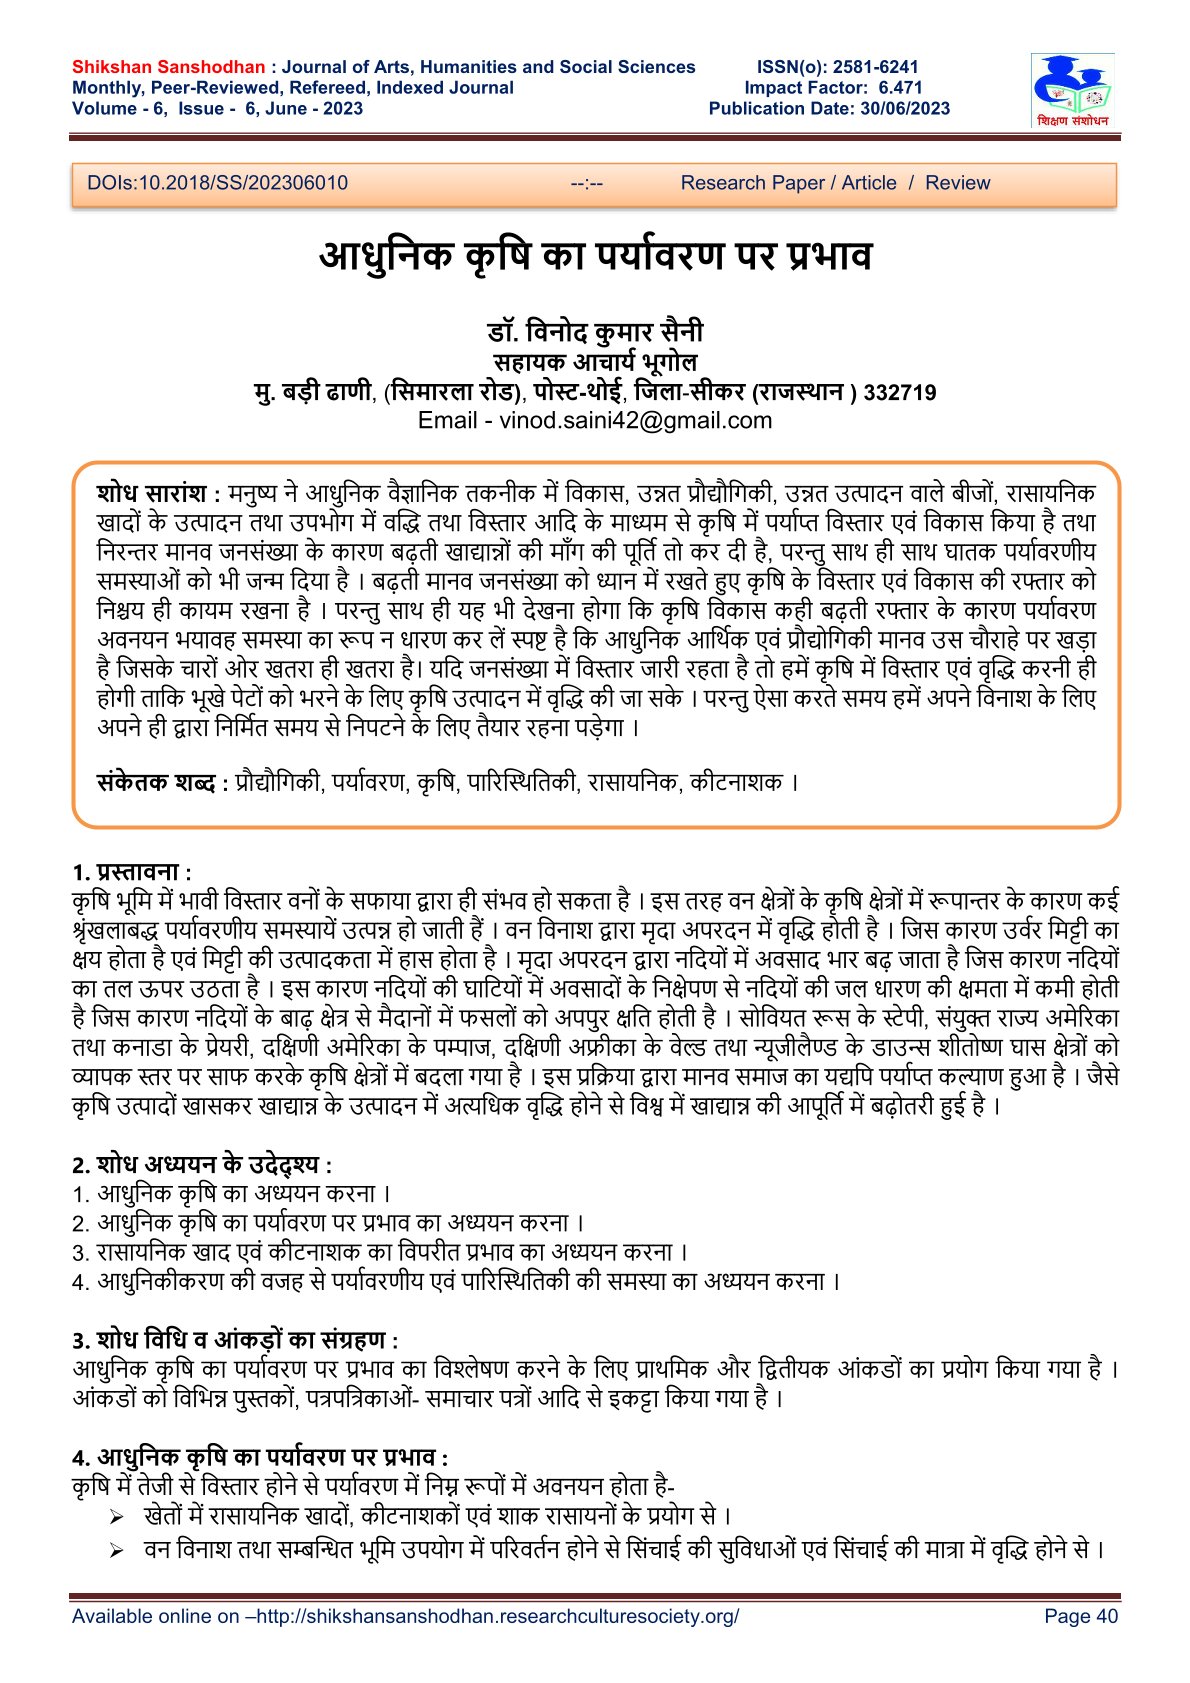 Shikshan Sanshodhan : Journal of Arts, Humanities and Social Sciences ISSN(o): 2581-6241
Monthly, Peer-Reviewed, Refereed, Indexed Journal Impact Factor: 6.471
Volume - 6, Issue - 6, June - 2023 Publication Date: 30/06/2023
शिक्षण संशोधन
DOIs:10.2018/SS/202306010 --:-- Research Paper / Article / Review
आधुनिक कृषि का पर्यावरण पर प्रभाव
डॉ. विनोद कुमार सैनी
सहायक आचार्य भूगोल
मु. बड़ी ढाणी, (सिमारला रोड), पोस्ट-थोई, जिला-सीकर (राजस्थान ) 332719
Email - vinod.saini42@gmail.com
शोध सारांश : मनुष्य ने आधुनिक वैज्ञानिक तकनीक में विकास, उन्नत प्रौद्यौगिकी, उन्नत उत्पादन वाले बीजों, रासायनिक
खादों के उत्पादन तथा उपभोग में वद्धि तथा विस्तार आदि के माध्यम से कृषि में पर्याप्त विस्तार एवं विकास किया है तथा
निरन्तर मानव जनसंख्या के कारण बढ़ती खाद्यान्नों की माँग की पूर्ति तो कर दी है, परन्तु साथ ही साथ घातक पर्यावरणीय
समस्याओं को भी जन्म दिया है । बढ़ती मानव जनसंख्या को ध्यान में रखते हुए कृषि के विस्तार एवं विकास की रफ्तार को
निश्चय ही कायम रखना है । परन्तु साथ ही यह भी देखना होगा कि कृषि विकास कही बढ़ती रफ्तार के कारण पर्यावरण
अवनयन भयावह समस्या का रूप न धारण कर लें स्पष्ट है कि आधुनिक आर्थिक एवं प्रौद्योगिकी मानव उस चौराहे पर खड़ा
है जिसके चारों ओर खतरा ही खतरा है। यदि जनसंख्या में विस्तार जारी रहता है तो हमें कृषि में विस्तार एवं वृद्धि करनी ही
होगी ताकि भूखे पेटों को भरने के लिए कृषि उत्पादन में वृद्धि की जा सके । परन्तु ऐसा करते समय हमें अपने विनाश के लिए
अपने ही द्वारा निर्मित समय से निपटने के लिए तैयार रहना पड़ेगा ।
संकेतक शब्द : प्रौद्यौगिकी, पर्यावरण, कृषि, पारिस्थितिकी, रासायनिक, कीटनाशक ।
1. प्रस्तावना :
कृषि भूमि में भावी विस्तार वनों के सफाया द्वारा ही संभव हो सकता है । इस तरह वन क्षेत्रों के कृषि क्षेत्रों में रूपान्तर के कारण कई
श्रृंखलाबद्ध पर्यावरणीय समस्यायें उत्पन्न हो जाती हैं । वन विनाश द्वारा मृदा अपरदन में वृद्धि होती है । जिस कारण उर्वर मिट्टी का
क्षय होता है एवं मिट्टी की उत्पादकता में हास होता है । मृदा अपरदन द्वारा नदियों में अवसाद भार बढ़ जाता है जिस कारण नदियों
का तल ऊपर उठता है । इस कारण नदियों की घाटियों में अवसादों के निक्षेपण से नदियों की जल धारण की क्षमता में कमी होती
है जिस कारण नदियों के बाढ़ क्षेत्र से मैदानों में फसलों को अपपुर क्षति होती है । सोवियत रूस के स्टेपी, संयुक्त राज्य अमेरिका
तथा कनाडा के प्रेयरी, दक्षिणी अमेरिका के पम्पाज, दक्षिणी अफ्रीका के वेल्ड तथा न्यूजीलैण्ड के डाउन्स शीतोष्ण घास क्षेत्रों को
व्यापक स्तर पर साफ करके कृषि क्षेत्रों में बदला गया है । इस प्रक्रिया द्वारा मानव समाज का यद्यपि पर्याप्त कल्याण हुआ है । जैसे
कृषि उत्पादों खासकर खाद्यान्न के उत्पादन में अत्यधिक वृद्धि होने से विश्व में खाद्यान्न की आपूर्ति में बढ़ोतरी हुई है ।
2. शोध अध्ययन के उदेद्श्य :
1. आधुनिक कृषि का अध्ययन करना ।
2. आधुनिक कृषि का पर्यावरण पर प्रभाव का अध्ययन करना ।
3. रासायनिक खाद एवं कीटनाशक का विपरीत प्रभाव का अध्ययन करना ।
4. आधुनिकीकरण की वजह से पर्यावरणीय एवं पारिस्थितिकी की समस्या का अध्ययन करना ।
3. शोध विधि व आंकड़ों का संग्रहण :
आधुनिक कृषि का पर्यावरण पर प्रभाव का विश्लेषण करने के लिए प्राथमिक और द्वितीयक आंकडों का प्रयोग किया गया है ।
आंकडों को विभिन्न पुस्तकों, पत्रपत्रिकाओं- समाचार पत्रों आदि से इकट्टा किया गया है ।
4. आधुनिक कृषि का पर्यावरण पर प्रभाव :
कृषि में तेजी से विस्तार होने से पर्यावरण में निम्न रूपों में अवनयन होता है-
➢ खेतों में रासायनिक खादों, कीटनाशकों एवं शाक रासायनों के प्रयोग से ।
➢ वन विनाश तथा सम्बन्धित भूमि उपयोग में परिवर्तन होने से सिंचाई की सुविधाओं एवं सिंचाई की मात्रा में वृद्धि होने से ।
Available online on –http://shikshansanshodhan.researchculturesociety.org/ Page 40